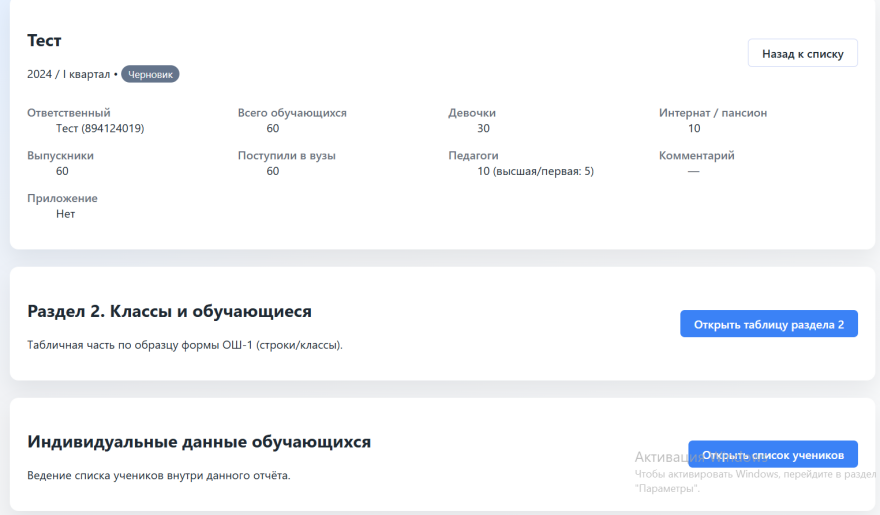 Тест
Назад к списку
2024 / I квартал • Черновик
Ответственный Всего обучающихся Девочки Интернат / пансион
Тест (894124019) 60 30 10
Выпускники Поступили в вузы Педагоги Комментарий
60 60 10 (высшая/первая: 5) —
Приложение
Нет
Раздел 2. Классы и обучающиеся
Открыть таблицу раздела 2
Табличная часть по образцу формы ОШ-1 (строки/классы).
Индивидуальные данные обучающихся
Открыть список учеников
Ведение списка учеников внутри данного отчёта.
Активация Windows
Чтобы активировать Windows, перейдите в раздел
"Параметры".